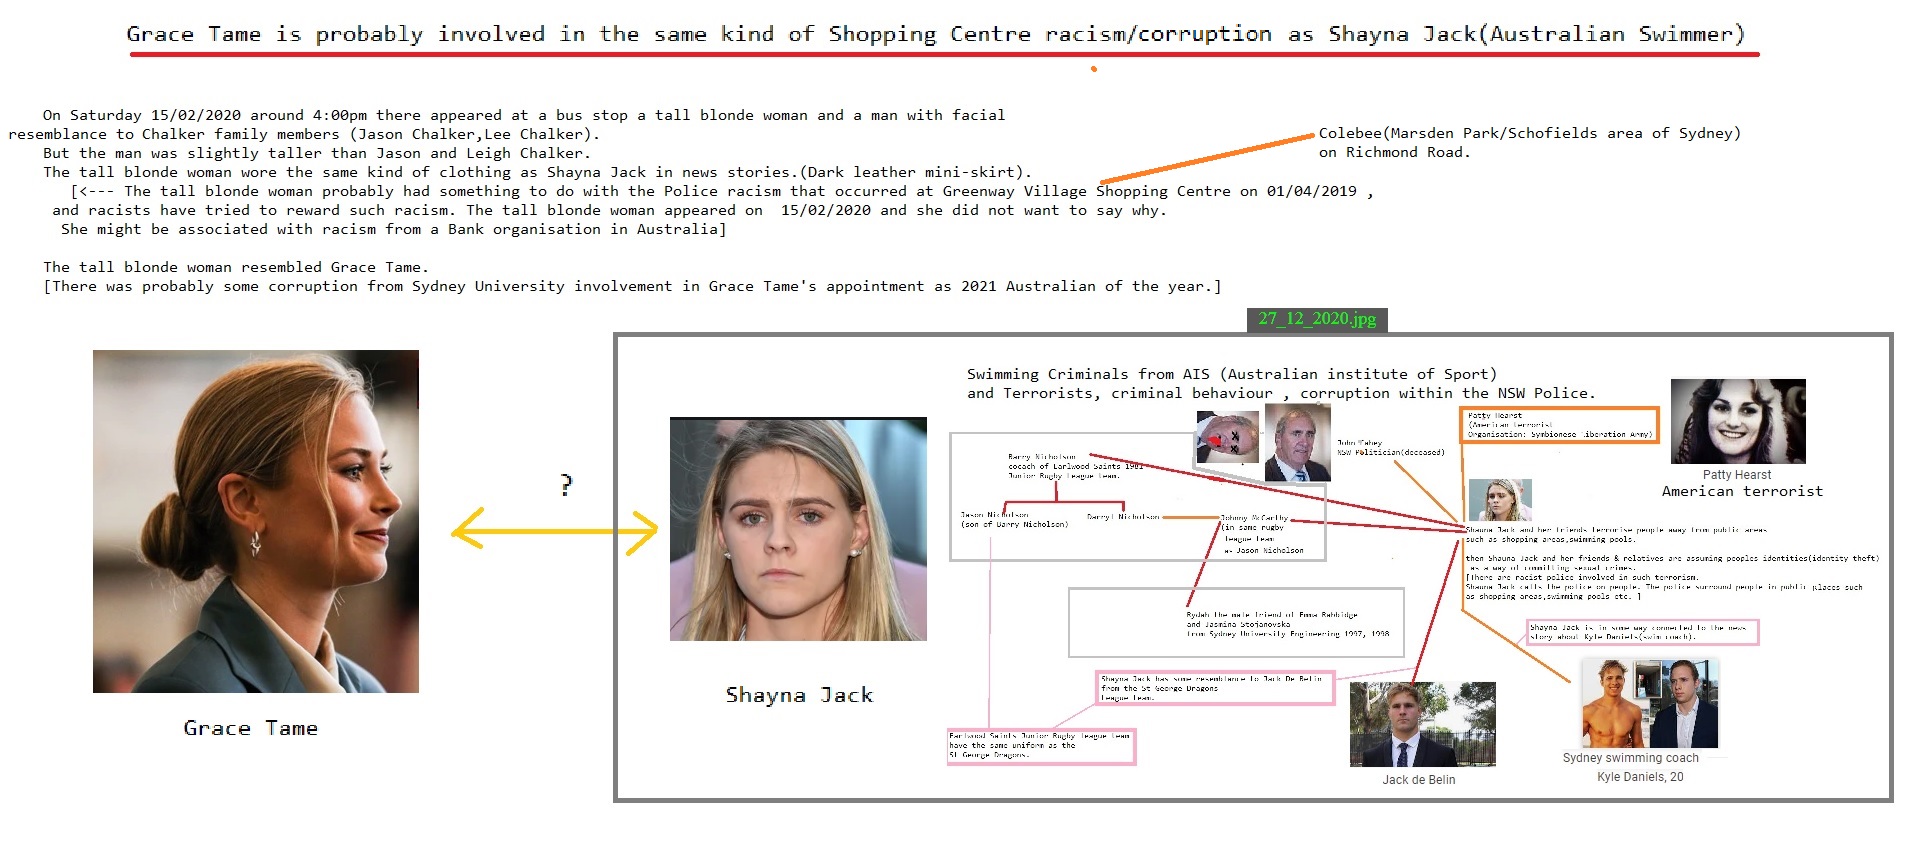 Grace Tame is probably involved in the same kind of Shopping Centre racism/corruption as Shayna Jack(Australian Swimmer)
On Saturday 15/02/2020 around 4:00pm there appeared at a bus stop a tall blonde woman and a man with facial
resemblance to Chalker family members (Jason Chalker,Lee Chalker).
But the man was slightly taller than Jason and Leigh Chalker.
The tall blonde woman wore the same kind of clothing as Shayna Jack in news stories.(Dark leather mini-skirt).
[<--- The tall blonde woman probably had something to do with the Police racism that occurred at Greenway Village Shopping Centre on 01/04/2019 ,
and racists have tried to reward such racism. The tall blonde woman appeared on 15/02/2020 and she did not want to say why.
She might be associated with racism from a Bank organisation in Australia]
Colebee(Marsden Park/Schofields area of Sydney)
on Richmond Road.
The tall blonde woman resembled Grace Tame.
[There was probably some corruption from Sydney University involvement in Grace Tame's appointment as 2021 Australian of the year.]
27_12_2020.jpg
Grace Tame
?
Shayna Jack
Swimming Criminals from AIS (Australian institute of Sport)
and Terrorists, criminal behaviour , corruption within the NSW Police.
Barry Nicholson
cocach of Earlwood Saints 1981
Junior Rugby League team.
Jason Nicholson
(son of Barry Nicholson)
Darryl Nicholson
Johnny McCarthy
(in same rugby
league team
as Jason Nicholson
John Fahey
NSW Politician(deceased)
Patty Hearst
(American terrorist
Organisation: Symbionese Liberation Army)
Patty Hearst
American terrorist
Shayna Jack and her friends terrorise people away from public areas
such as shopping areas,swimming pools.
then Shayna Jack and her friends & relatives are assuming peoples identities(identity theft)
as a way of committing sexual crimes.
[There are racist police involved in such terrorism.
Shayna Jack calls the police on people. The police surround people in public places such
as shopping areas,swimming pools etc. ]
Rydah the male friend of Emma Rahbidge
and Jasmina Stojanovska
from Sydney University Engineering 1997, 1998
Shayna Jack is in some way connected to the news
story about Kyle Daniels(swim coach).
Shayna Jack has some resemblance to Jack De Belin
from the St George Dragons
League team.
Earlwood Saints Junior Rugby league team
have the same uniform as the
St George Dragons.
Jack de Belin
Sydney swimming coach
Kyle Daniels, 20